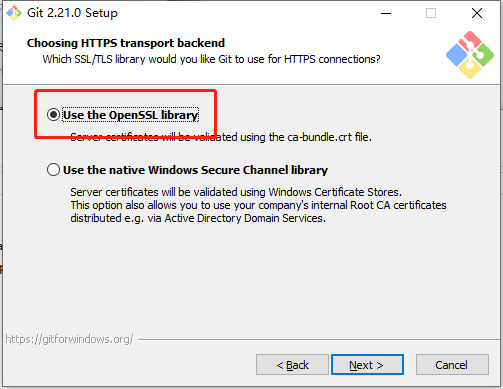 Git 2.21.0 Setup
Choosing HTTPS transport backend
Which SSL/TLS library would you like Git to use for HTTPS connections?
Use the OpenSSL library
Server certificates will be validated using the ca-bundle.crt file.
Use the native Windows Secure Channel library
Server certificates will be validated using Windows Certificate Stores.
This option also allows you to use your company's internal Root CA certificates
distributed e.g. via Active Directory Domain Services.
https://gitforwindows.org/
< Back
Next >
Cancel